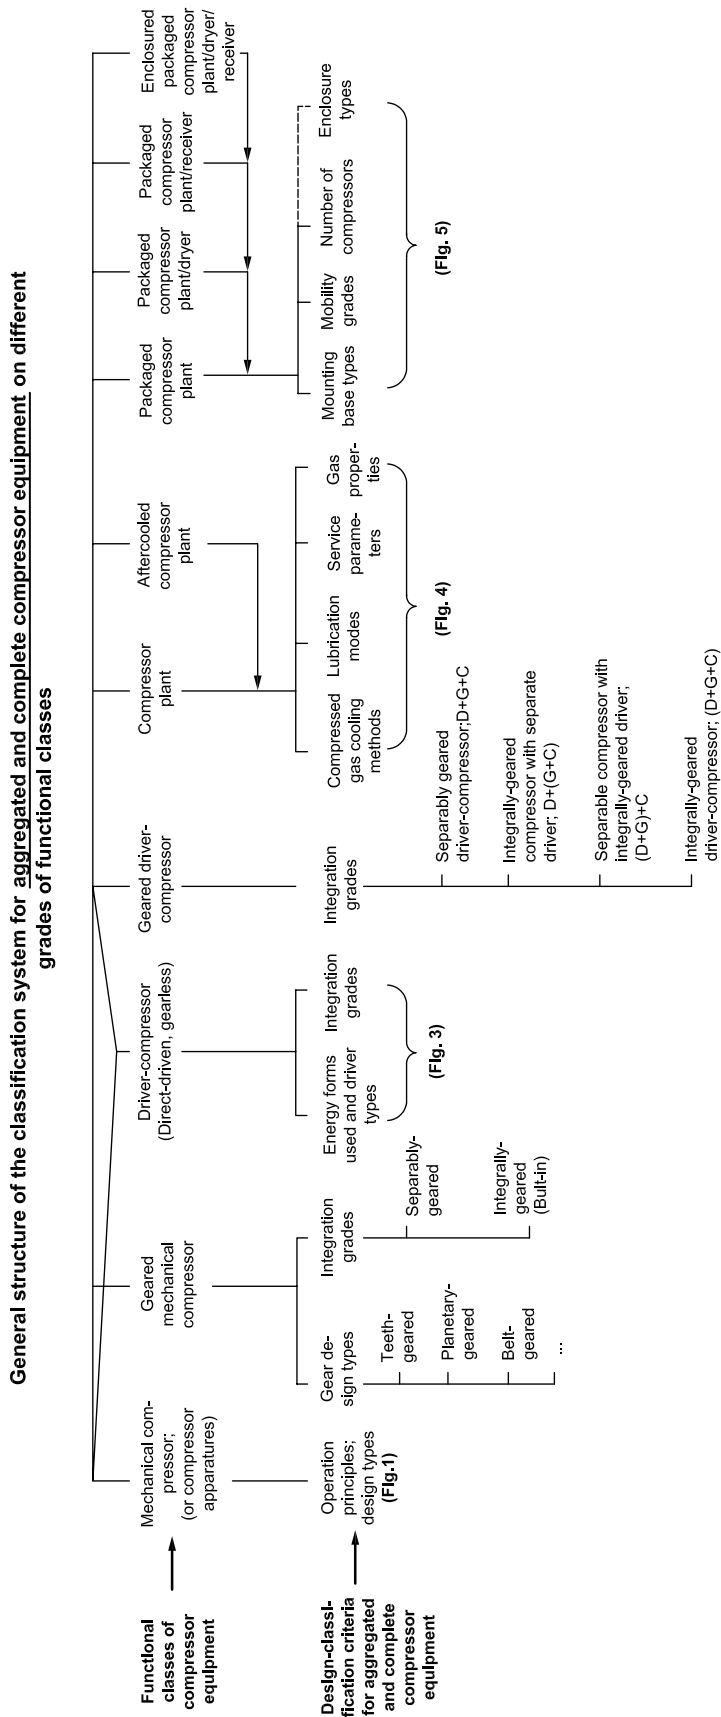 General structure of the classification system for aggregated and complete compressor equipment on different
grades of functional classes
Functional
classes of
compressor
equipment
Mechanical com-
pressor;
(or compressor
apparatures)
Geared
mechanical
compressor
Driver-compressor
(Direct-driven, gearless)
Geared driver-
compressor
Compressor
plant
Aftercooled
compressor
plant
Packaged
compressor
plant
Packaged
compressor
plant/dryer
Packaged
compressor
plant/receiver
Enclosured
packaged
compressor
plant/dryer/
receiver
Design-classi-
fication criteria
for aggregated
and complete
compressor
equipment
Operation
principles;
design types
(Fig.1)
Gear de-
sign types
Teeth-
geared
Planetary-
geared
Belt-
geared
...
Integration
grades
Separably-
geared
Integrally-
geared
(Bult-in)
Energy forms
used and driver
types
Integration
grades
(Fig. 3)
Integration
grades
Separably geared
driver-compressor;D+G+C
Integrally-geared
compressor with separate
driver; D+(G+C)
Separable compressor with
integrally-geared driver;
(D+G)+C
Integrally-geared
driver-compressor; (D+G+C)
Compressed
gas cooling
methods
Lubrication
modes
Service
parame-
ters
Gas
proper-
ties
(Fig. 4)
Mounting
base types
Mobility
grades
Number of
compressors
Enclosure
types
(Fig. 5)